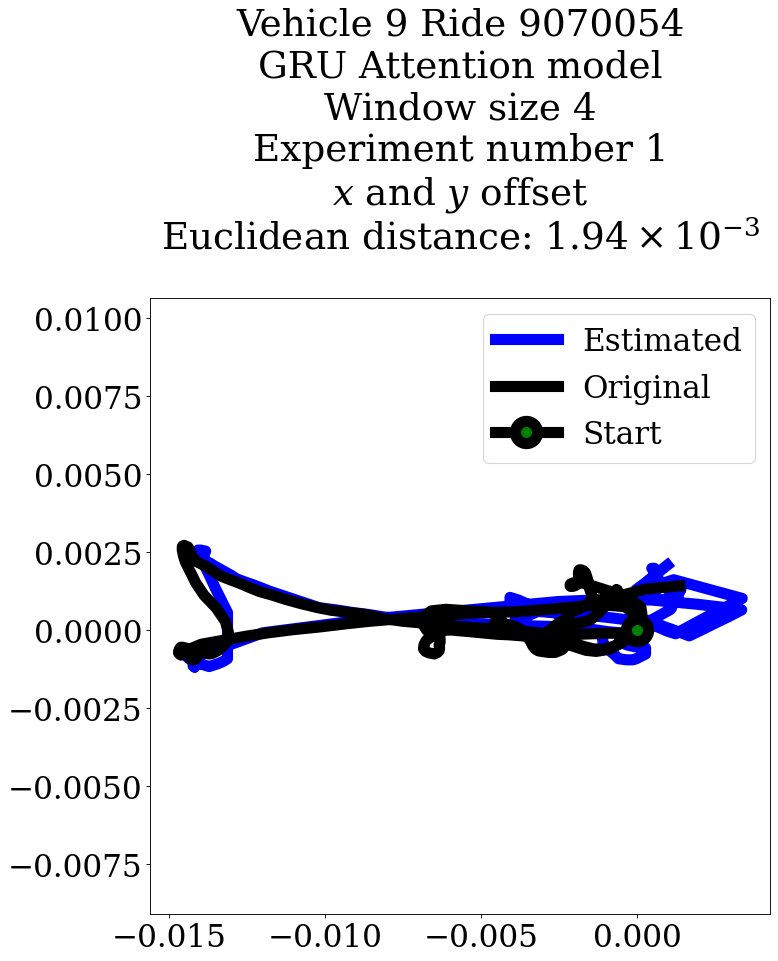 Vehicle 9 Ride 9070054
GRU Attention model
Window size 4
Experiment number 1
x and y offset
Euclidean distance: 1.94 × 10⁻³
Estimated
Original
Start
0.0100
0.0075
0.0050
0.0025
0.0000
−0.0025
−0.0050
−0.0075
−0.015 −0.010 −0.005 0.000